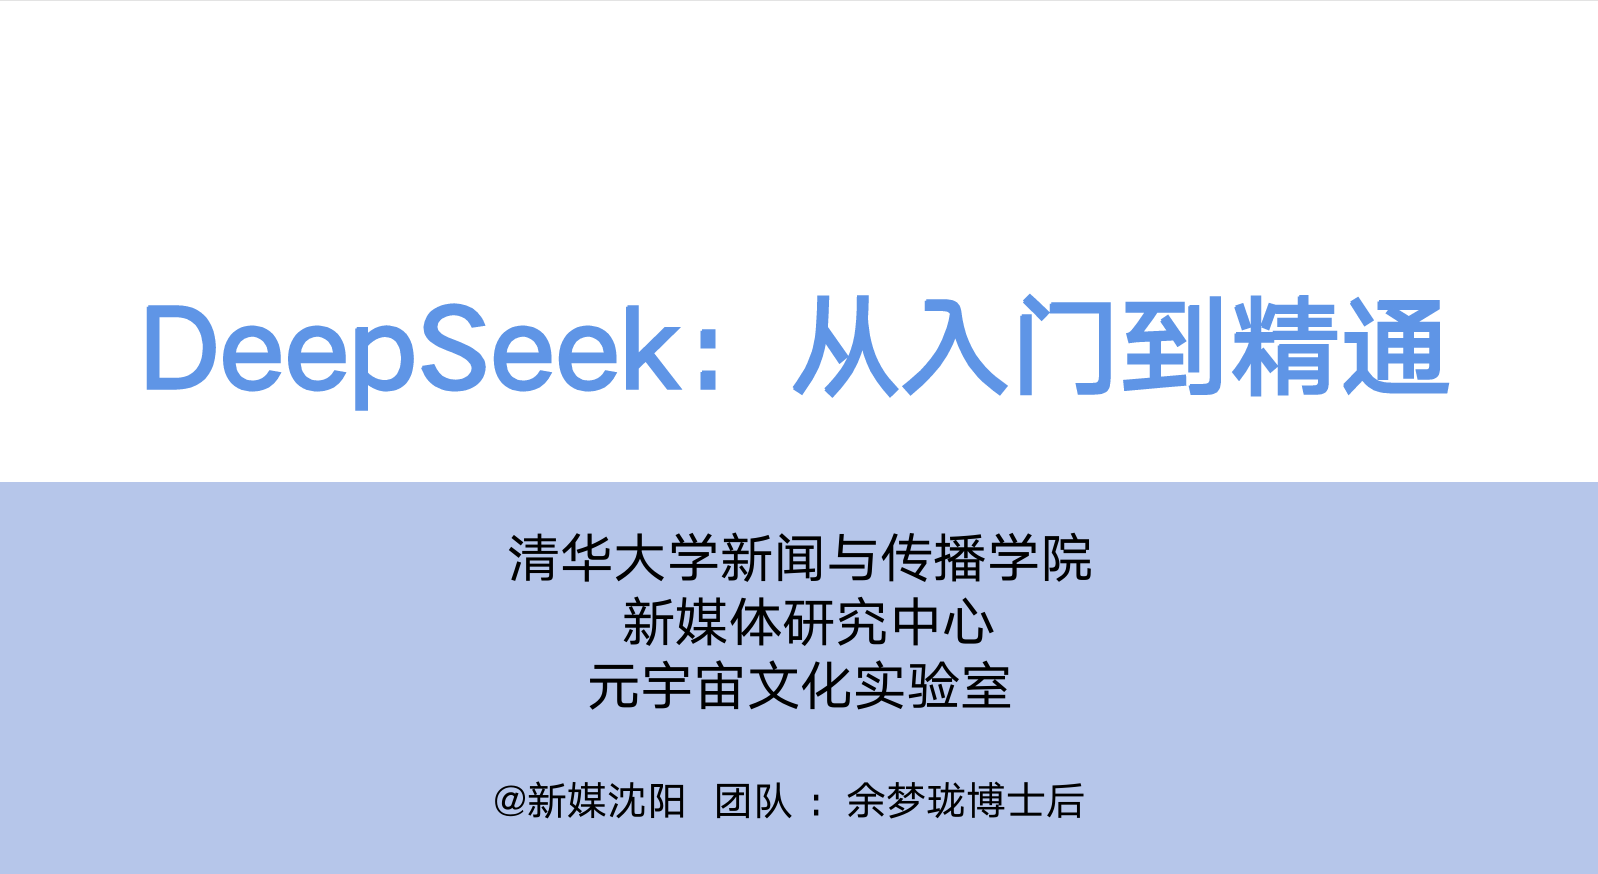 DeepSeek：从入门到精通
清华大学新闻与传播学院
新媒体研究中心
元宇宙文化实验室
@新媒沈阳 团队：余梦珑博士后